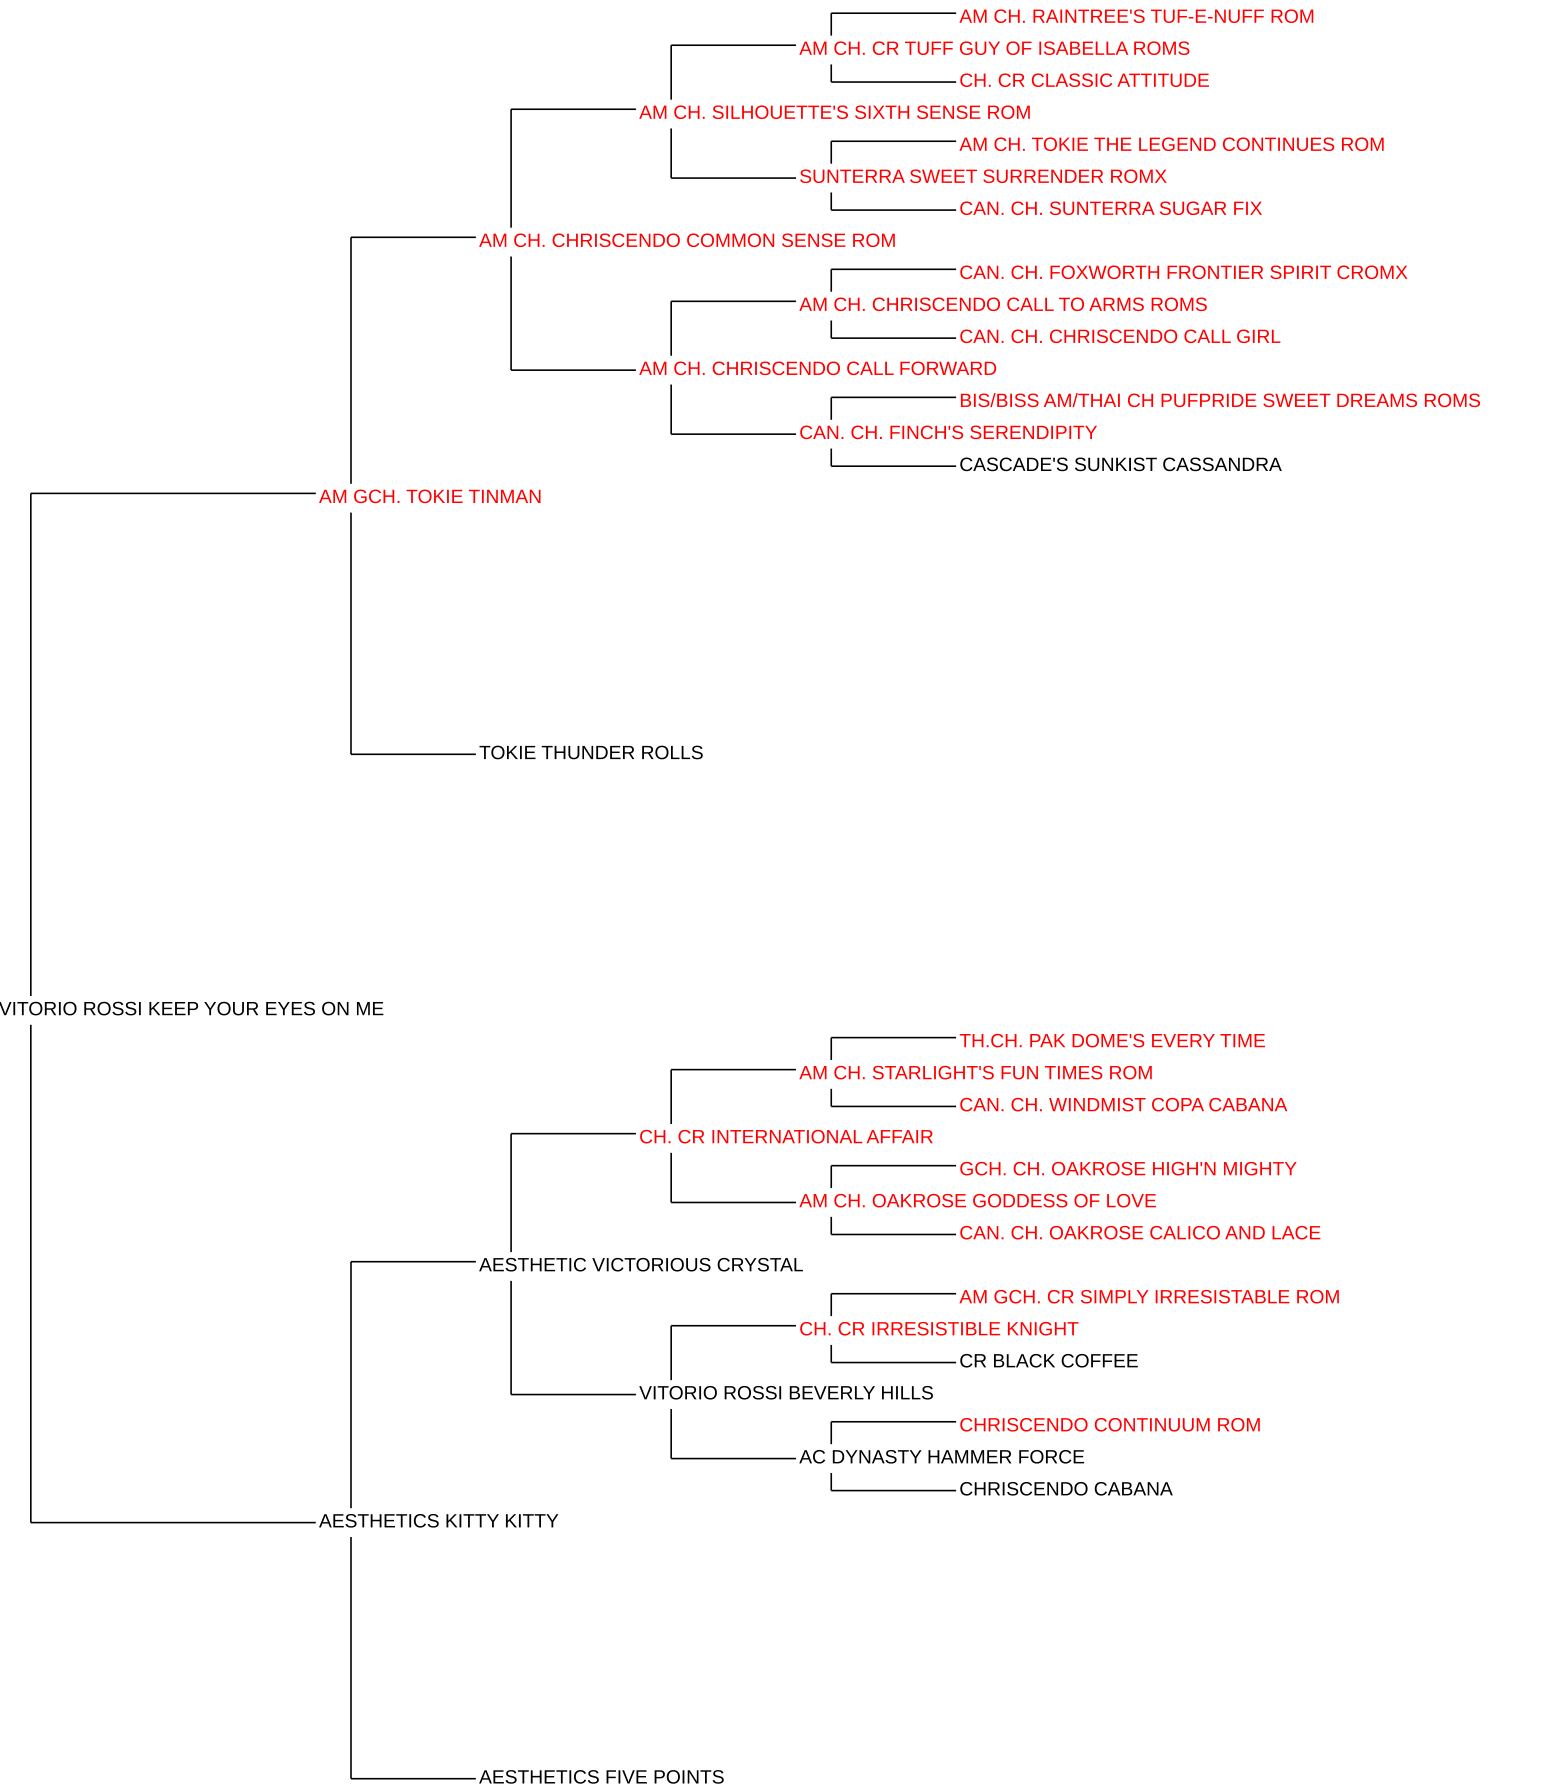 AM CH. RAINTREE'S TUF-E-NUFF ROM
AM CH. CR TUFF GUY OF ISABELLA ROMS
CH. CR CLASSIC ATTITUDE
AM CH. SILHOUETTE'S SIXTH SENSE ROM
AM CH. TOKIE THE LEGEND CONTINUES ROM
SUNTERRA SWEET SURRENDER ROMX
CAN. CH. SUNTERRA SUGAR FIX
AM CH. CHRISCENDO COMMON SENSE ROM
CAN. CH. FOXWORTH FRONTIER SPIRIT CROMX
AM CH. CHRISCENDO CALL TO ARMS ROMS
CAN. CH. CHRISCENDO CALL GIRL
AM CH. CHRISCENDO CALL FORWARD
BIS/BISS AM/THAI CH PUFPRIDE SWEET DREAMS ROMS
CAN. CH. FINCH'S SERENDIPITY
CASCADE'S SUNKIST CASSANDRA
AM GCH. TOKIE TINMAN
TOKIE THUNDER ROLLS
VITORIO ROSSI KEEP YOUR EYES ON ME
TH.CH. PAK DOME'S EVERY TIME
AM CH. STARLIGHT'S FUN TIMES ROM
CAN. CH. WINDMIST COPA CABANA
CH. CR INTERNATIONAL AFFAIR
GCH. CH. OAKROSE HIGH'N MIGHTY
AM CH. OAKROSE GODDESS OF LOVE
CAN. CH. OAKROSE CALICO AND LACE
AESTHETIC VICTORIOUS CRYSTAL
AM GCH. CR SIMPLY IRRESISTABLE ROM
CH. CR IRRESISTIBLE KNIGHT
CR BLACK COFFEE
VITORIO ROSSI BEVERLY HILLS
CHRISCENDO CONTINUUM ROM
AC DYNASTY HAMMER FORCE
CHRISCENDO CABANA
AESTHETICS KITTY KITTY
AESTHETICS FIVE POINTS